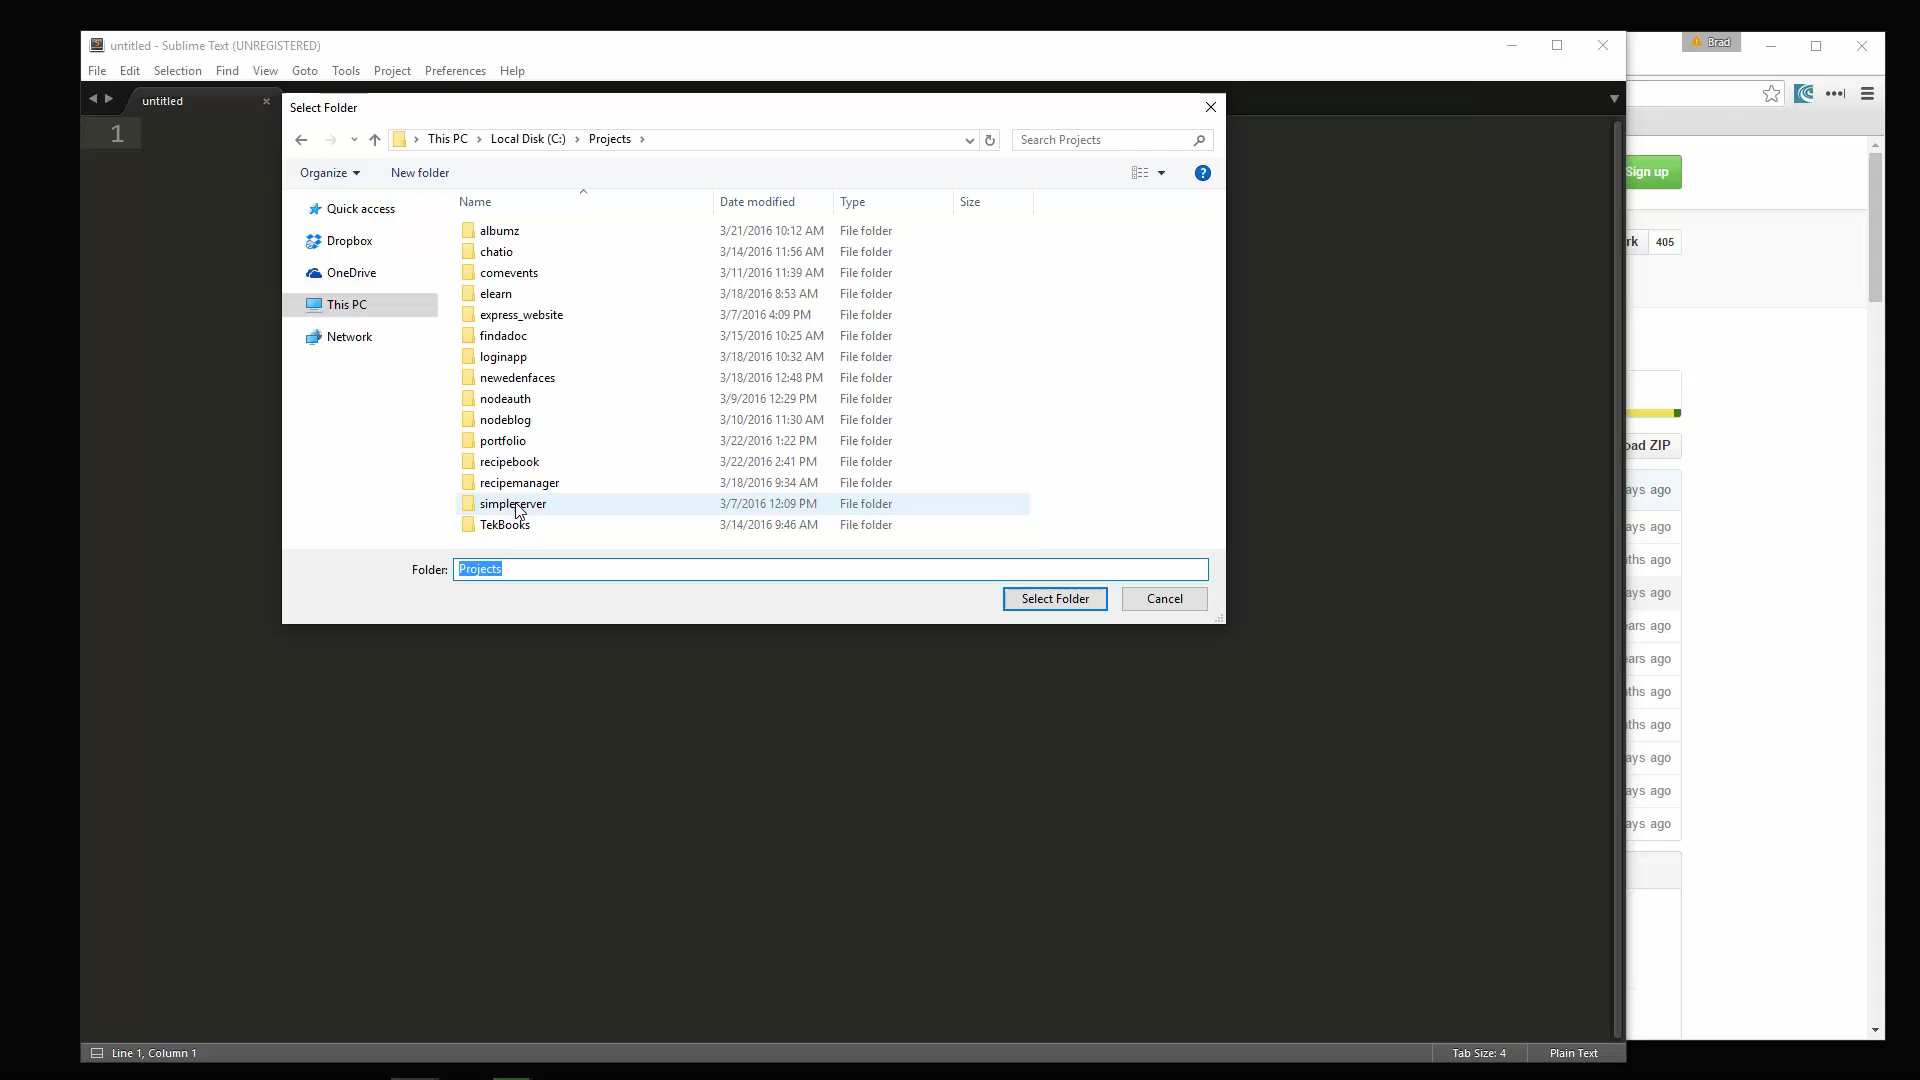 untitled - Sublime Text (UNREGISTERED)
Brad
File Edit Selection Find View Goto Tools Project Preferences Help
untitled
1
Select Folder
This PC Local Disk (C:) Projects
Search Projects
Organize New folder
Name Date modified Type Size
Quick access
Dropbox
OneDrive
This PC
Network
albumz 3/21/2016 10:12 AM File folder
chatio 3/14/2016 11:56 AM File folder
comevents 3/11/2016 11:39 AM File folder
elearn 3/18/2016 8:53 AM File folder
express_website 3/7/2016 4:09 PM File folder
findadoc 3/15/2016 10:25 AM File folder
loginapp 3/18/2016 10:32 AM File folder
newedenfaces 3/18/2016 12:48 PM File folder
nodeauth 3/9/2016 12:29 PM File folder
nodeblog 3/10/2016 11:30 AM File folder
portfolio 3/22/2016 1:22 PM File folder
recipebook 3/22/2016 2:41 PM File folder
recipemanager 3/18/2016 9:34 AM File folder
simpleserver 3/7/2016 12:09 PM File folder
TekBooks 3/14/2016 9:46 AM File folder
Folder: Projects
Select Folder Cancel
Sign up
rk 405
oad ZIP
ays ago
ays ago
ths ago
ays ago
ars ago
ears ago
ths ago
ths ago
ays ago
ays ago
ays ago
Line 1, Column 1
Tab Size: 4 Plain Text